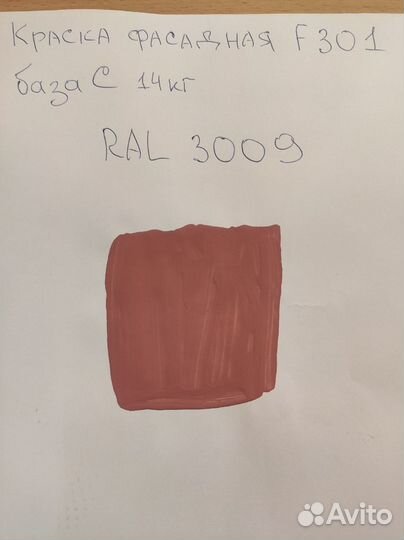 Краска фасадная F301
база С 14кг
RAL 3009
Avito